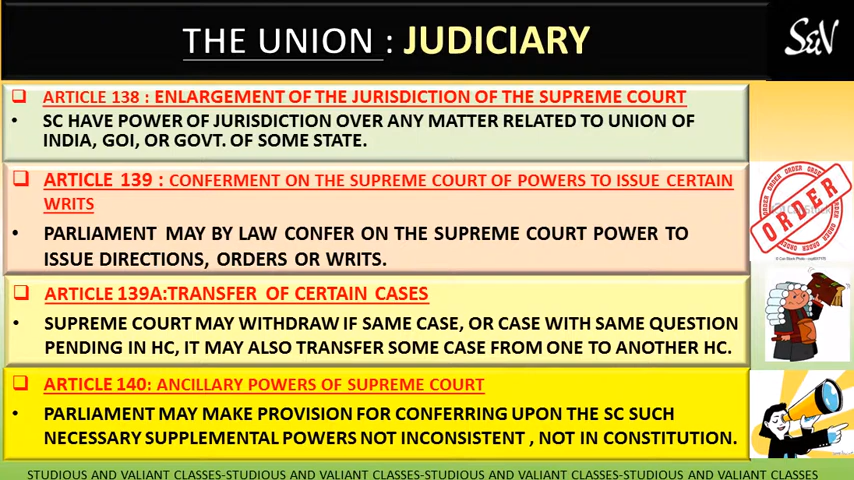 THE UNION : JUDICIARY
S&V
❑ ARTICLE 138 : ENLARGEMENT OF THE JURISDICTION OF THE SUPREME COURT
• SC HAVE POWER OF JURISDICTION OVER ANY MATTER RELATED TO UNION OF
INDIA, GOI, OR GOVT. OF SOME STATE.
❑ ARTICLE 139 : CONFERMENT ON THE SUPREME COURT OF POWERS TO ISSUE CERTAIN
WRITS
• PARLIAMENT MAY BY LAW CONFER ON THE SUPREME COURT POWER TO
ISSUE DIRECTIONS, ORDERS OR WRITS.
ORDER ORDER
ORDER
ORDER ORDER
❑ ARTICLE 139A:TRANSFER OF CERTAIN CASES
• SUPREME COURT MAY WITHDRAW IF SAME CASE, OR CASE WITH SAME QUESTION
PENDING IN HC, IT MAY ALSO TRANSFER SOME CASE FROM ONE TO ANOTHER HC.
❑ ARTICLE 140: ANCILLARY POWERS OF SUPREME COURT
• PARLIAMENT MAY MAKE PROVISION FOR CONFERRING UPON THE SC SUCH
NECESSARY SUPPLEMENTAL POWERS NOT INCONSISTENT , NOT IN CONSTITUTION.
STUDIOUS AND VALIANT CLASSES-STUDIOUS AND VALIANT CLASSES-STUDIOUS AND VALIANT CLASSES-STUDIOUS AND VALIANT CLASSES